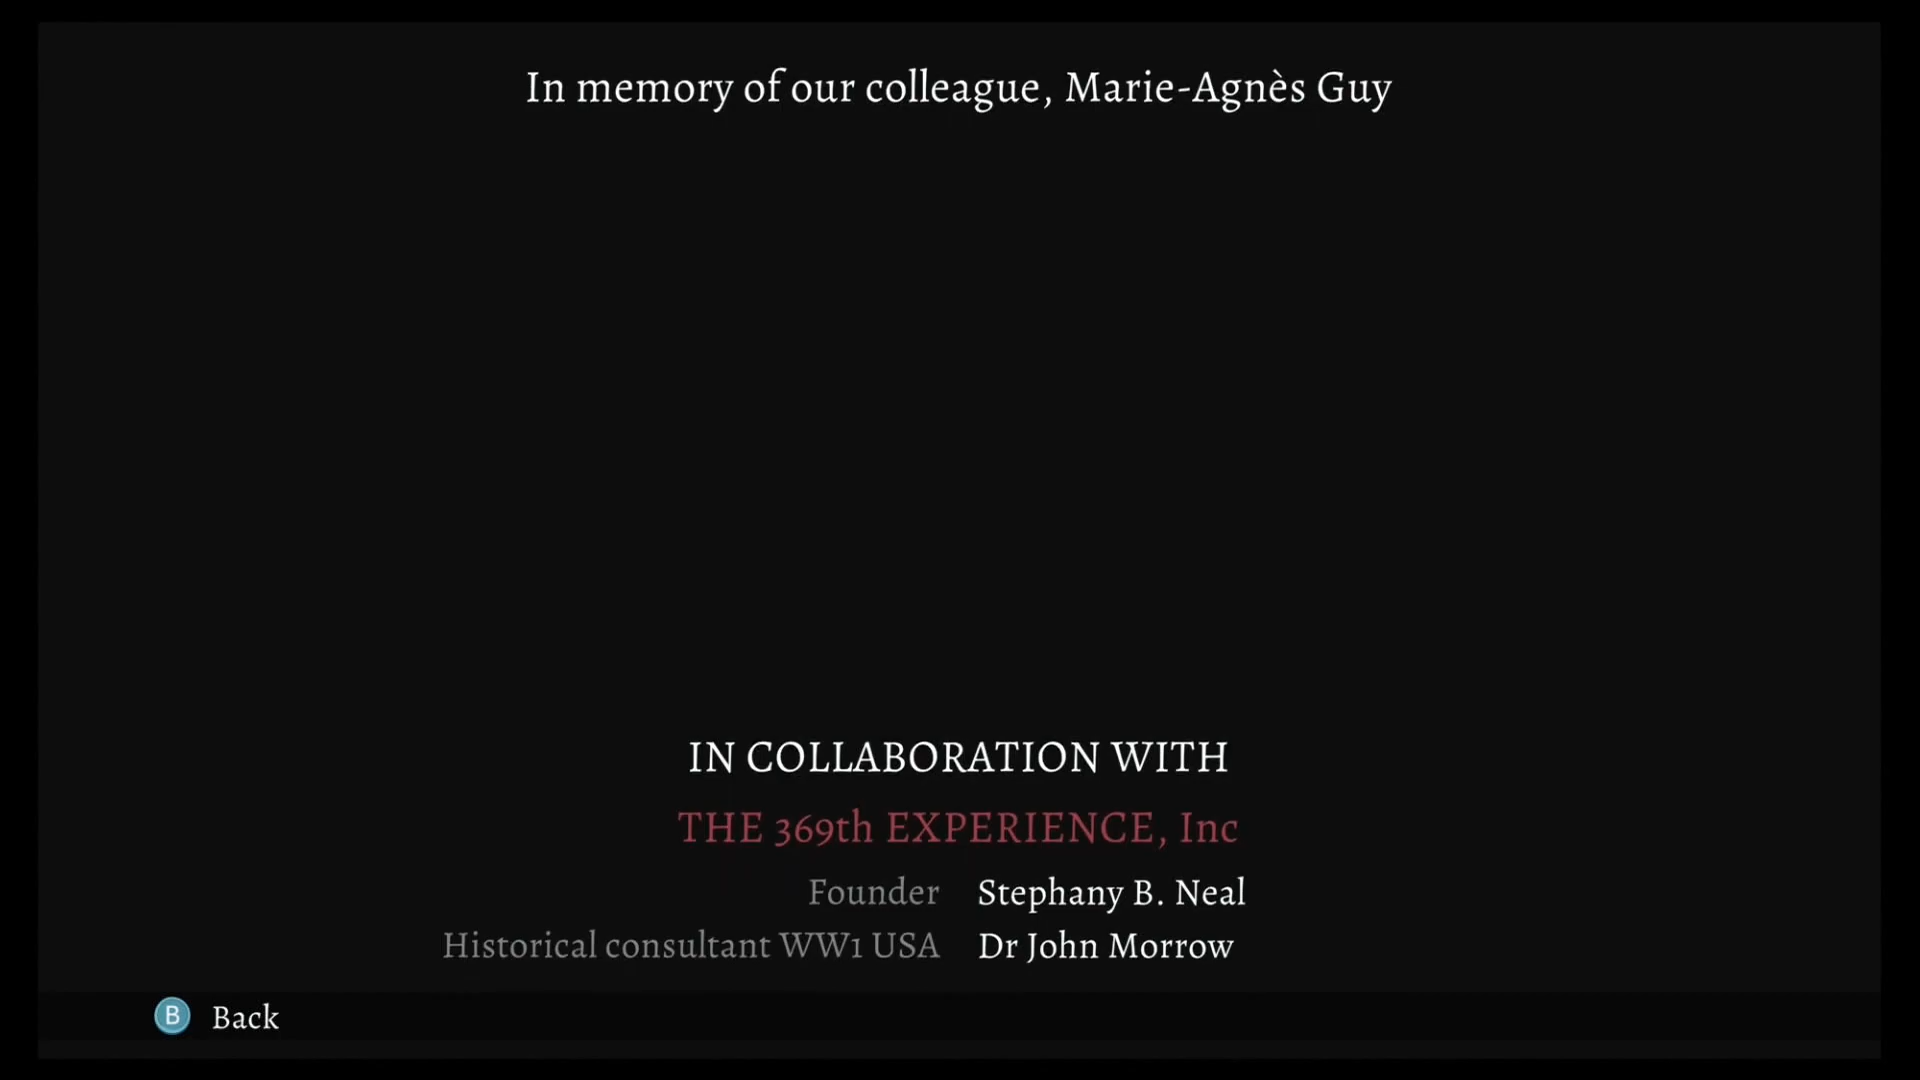 In memory of our colleague, Marie-Agnès Guy
IN COLLABORATION WITH
THE 369th EXPERIENCE, Inc
Founder Stephany B. Neal
Historical consultant WW1 USA Dr John Morrow
B Back